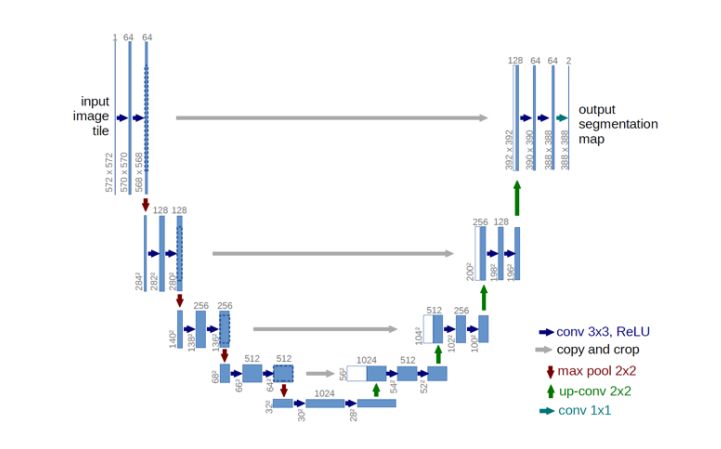 1 64 64
input
image
tile
572 x 572
570 x 570
568 x 568
128 64 64 2
output
segmentation
map
392 x 392
390 x 390
388 x 388
388 x 388
128 128
284²
282²
280²
256 128
200²
198²
196²
256 256
140²
138²
136²
512 256
104²
102²
100²
512 512
68²
66²
64²
1024 512
56²
54²
52²
1024
32²
30²
28²
conv 3x3, ReLU
copy and crop
max pool 2x2
up-conv 2x2
conv 1x1